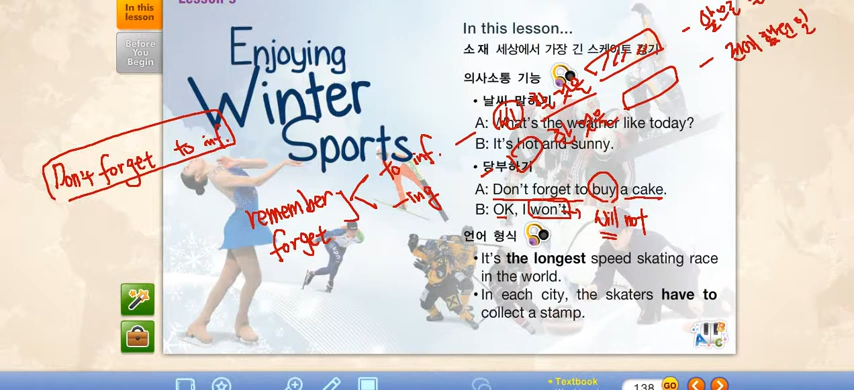 Lesson 9
In this lesson
Before You Begin
Enjoying
Winter
Sports
In this lesson...
소 재 세상에서 가장 긴 스케이트 경기
의사소통 기능
• 날씨 말하기
A: What's the weather like today?
B: It's hot and sunny.
• 당부하기
A: Don't forget to buy a cake.
B: OK, I won't.
언어 형식
• It's the longest speed skating race
in the world.
• In each city, the skaters have to
collect a stamp.
Don't forget to inf.
remember
forget
to inf.
-ing
will not
• Textbook
138
GO